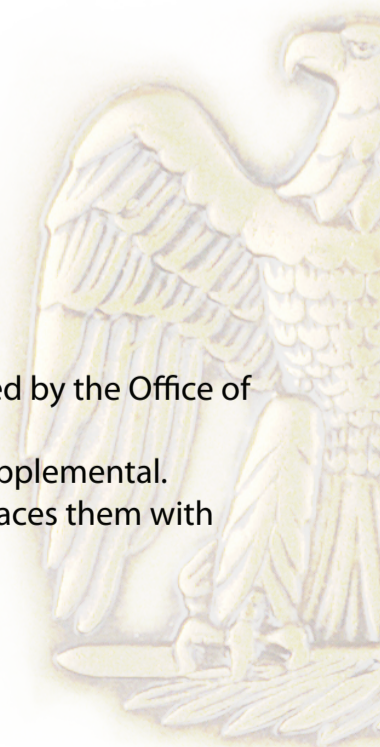 ed by the Office of
pplemental.
aces them with